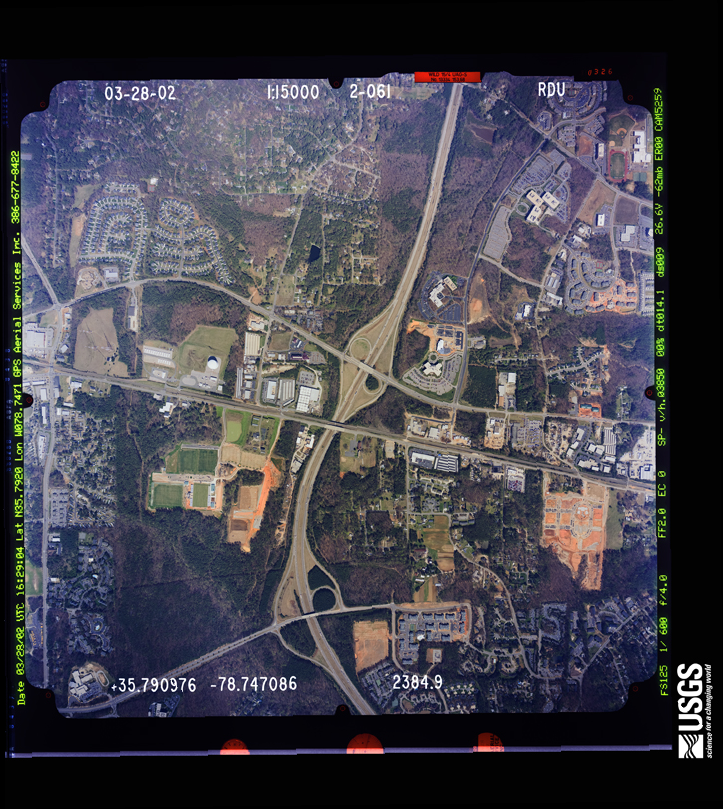 03-28-02
1:15000
2-061
RDU
Date 03/28/02 UTC 16:29:04 Lat N35.7920 Lon W078.7471 GPS Aerial Services Inc. 386-677-8422
FS125 1/ 600 f/4.0 FF2.0 EC 0 SP- v/h.03850 00% dt014.1 dg009 26.6V -62mb ER00 CAM5259
+35.790976 -78.747086
2384.9
USGS
science for a changing world